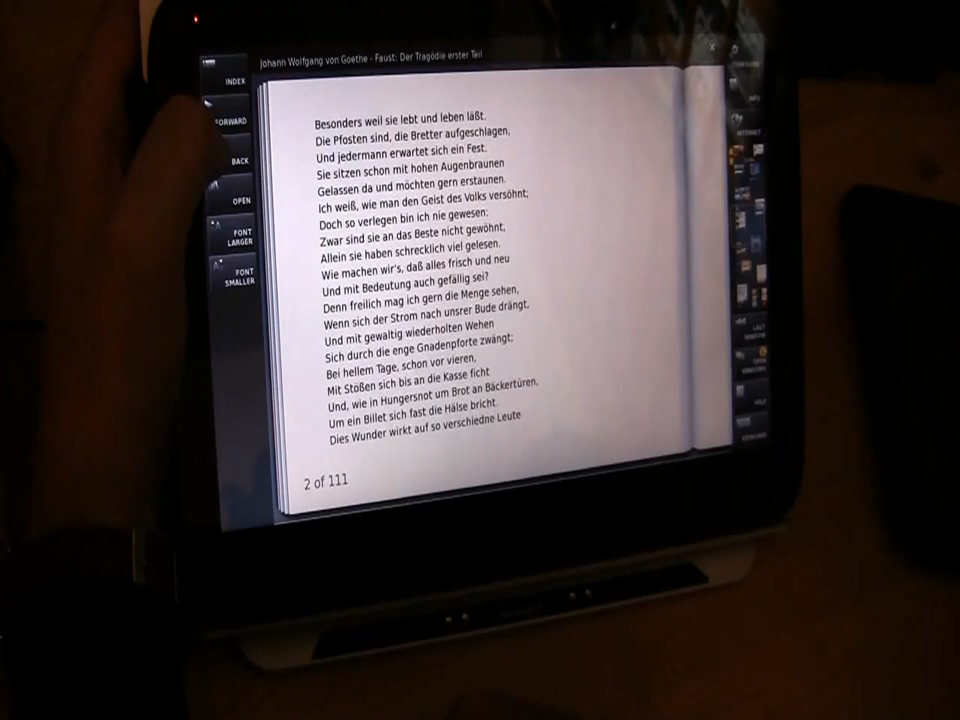 Johann Wolfgang von Goethe - Faust: Der Tragödie erster Teil
INDEX
FORWARD
BACK
OPEN
FONT
LARGER
FONT
SMALLER
Besonders weil sie lebt und leben läßt.
Die Pfosten sind, die Bretter aufgeschlagen,
Und jedermann erwartet sich ein Fest.
Sie sitzen schon mit hohen Augenbraunen
Gelassen da und möchten gern erstaunen.
Ich weiß, wie man den Geist des Volks versöhnt;
Doch so verlegen bin ich nie gewesen:
Zwar sind sie an das Beste nicht gewöhnt,
Allein sie haben schrecklich viel gelesen.
Wie machen wir's, daß alles frisch und neu
Und mit Bedeutung auch gefällig sei?
Denn freilich mag ich gern die Menge sehen,
Wenn sich der Strom nach unsrer Bude drängt,
Und mit gewaltig wiederholten Wehen
Sich durch die enge Gnadenpforte zwängt;
Bei hellem Tage, schon vor vieren,
Mit Stößen sich bis an die Kasse ficht
Und, wie in Hungersnot um Brot an Bäckertüren,
Um ein Billet sich fast die Hälse bricht.
Dies Wunder wirkt auf so verschiedne Leute
2 of 111
INFO
INTERNET
LAST
WINDOW
OPEN
WINDOWS
HELP